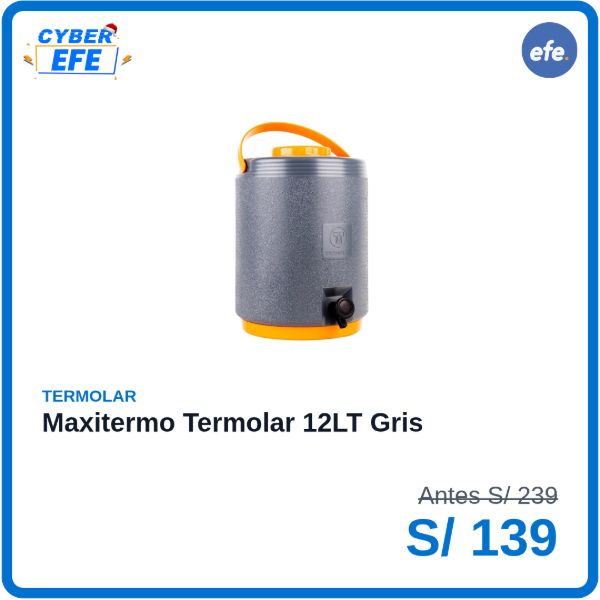 CYBER
EFE
efe.
TERMOLAR
Maxitermo Termolar 12LT Gris
Antes S/ 239
S/ 139